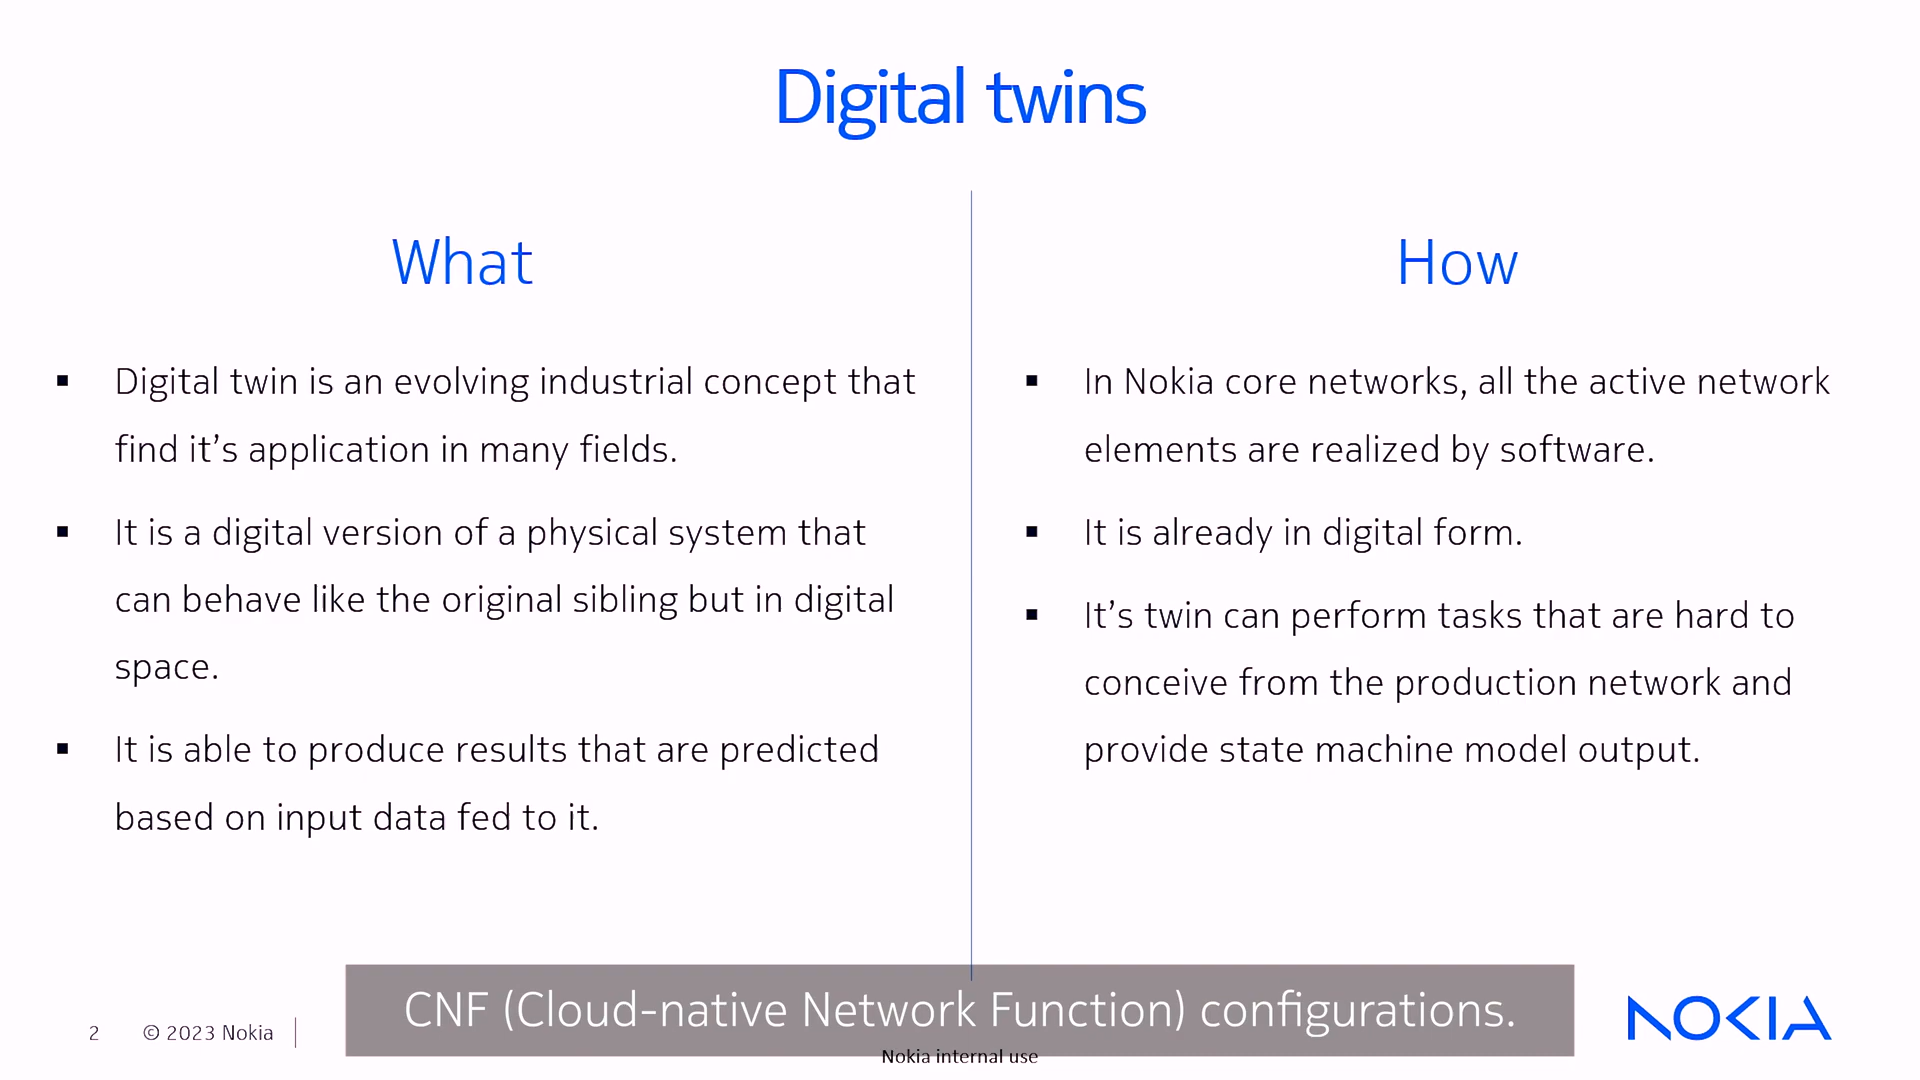 Digital twins
What
Digital twin is an evolving industrial concept that
find it’s application in many fields.
It is a digital version of a physical system that
can behave like the original sibling but in digital
space.
It is able to produce results that are predicted
based on input data fed to it.
How
In Nokia core networks, all the active network
elements are realized by software.
It is already in digital form.
It’s twin can perform tasks that are hard to
conceive from the production network and
provide state machine model output.
CNF (Cloud-native Network Function) configurations.
2 © 2023 Nokia
Nokia internal use
NOKIA